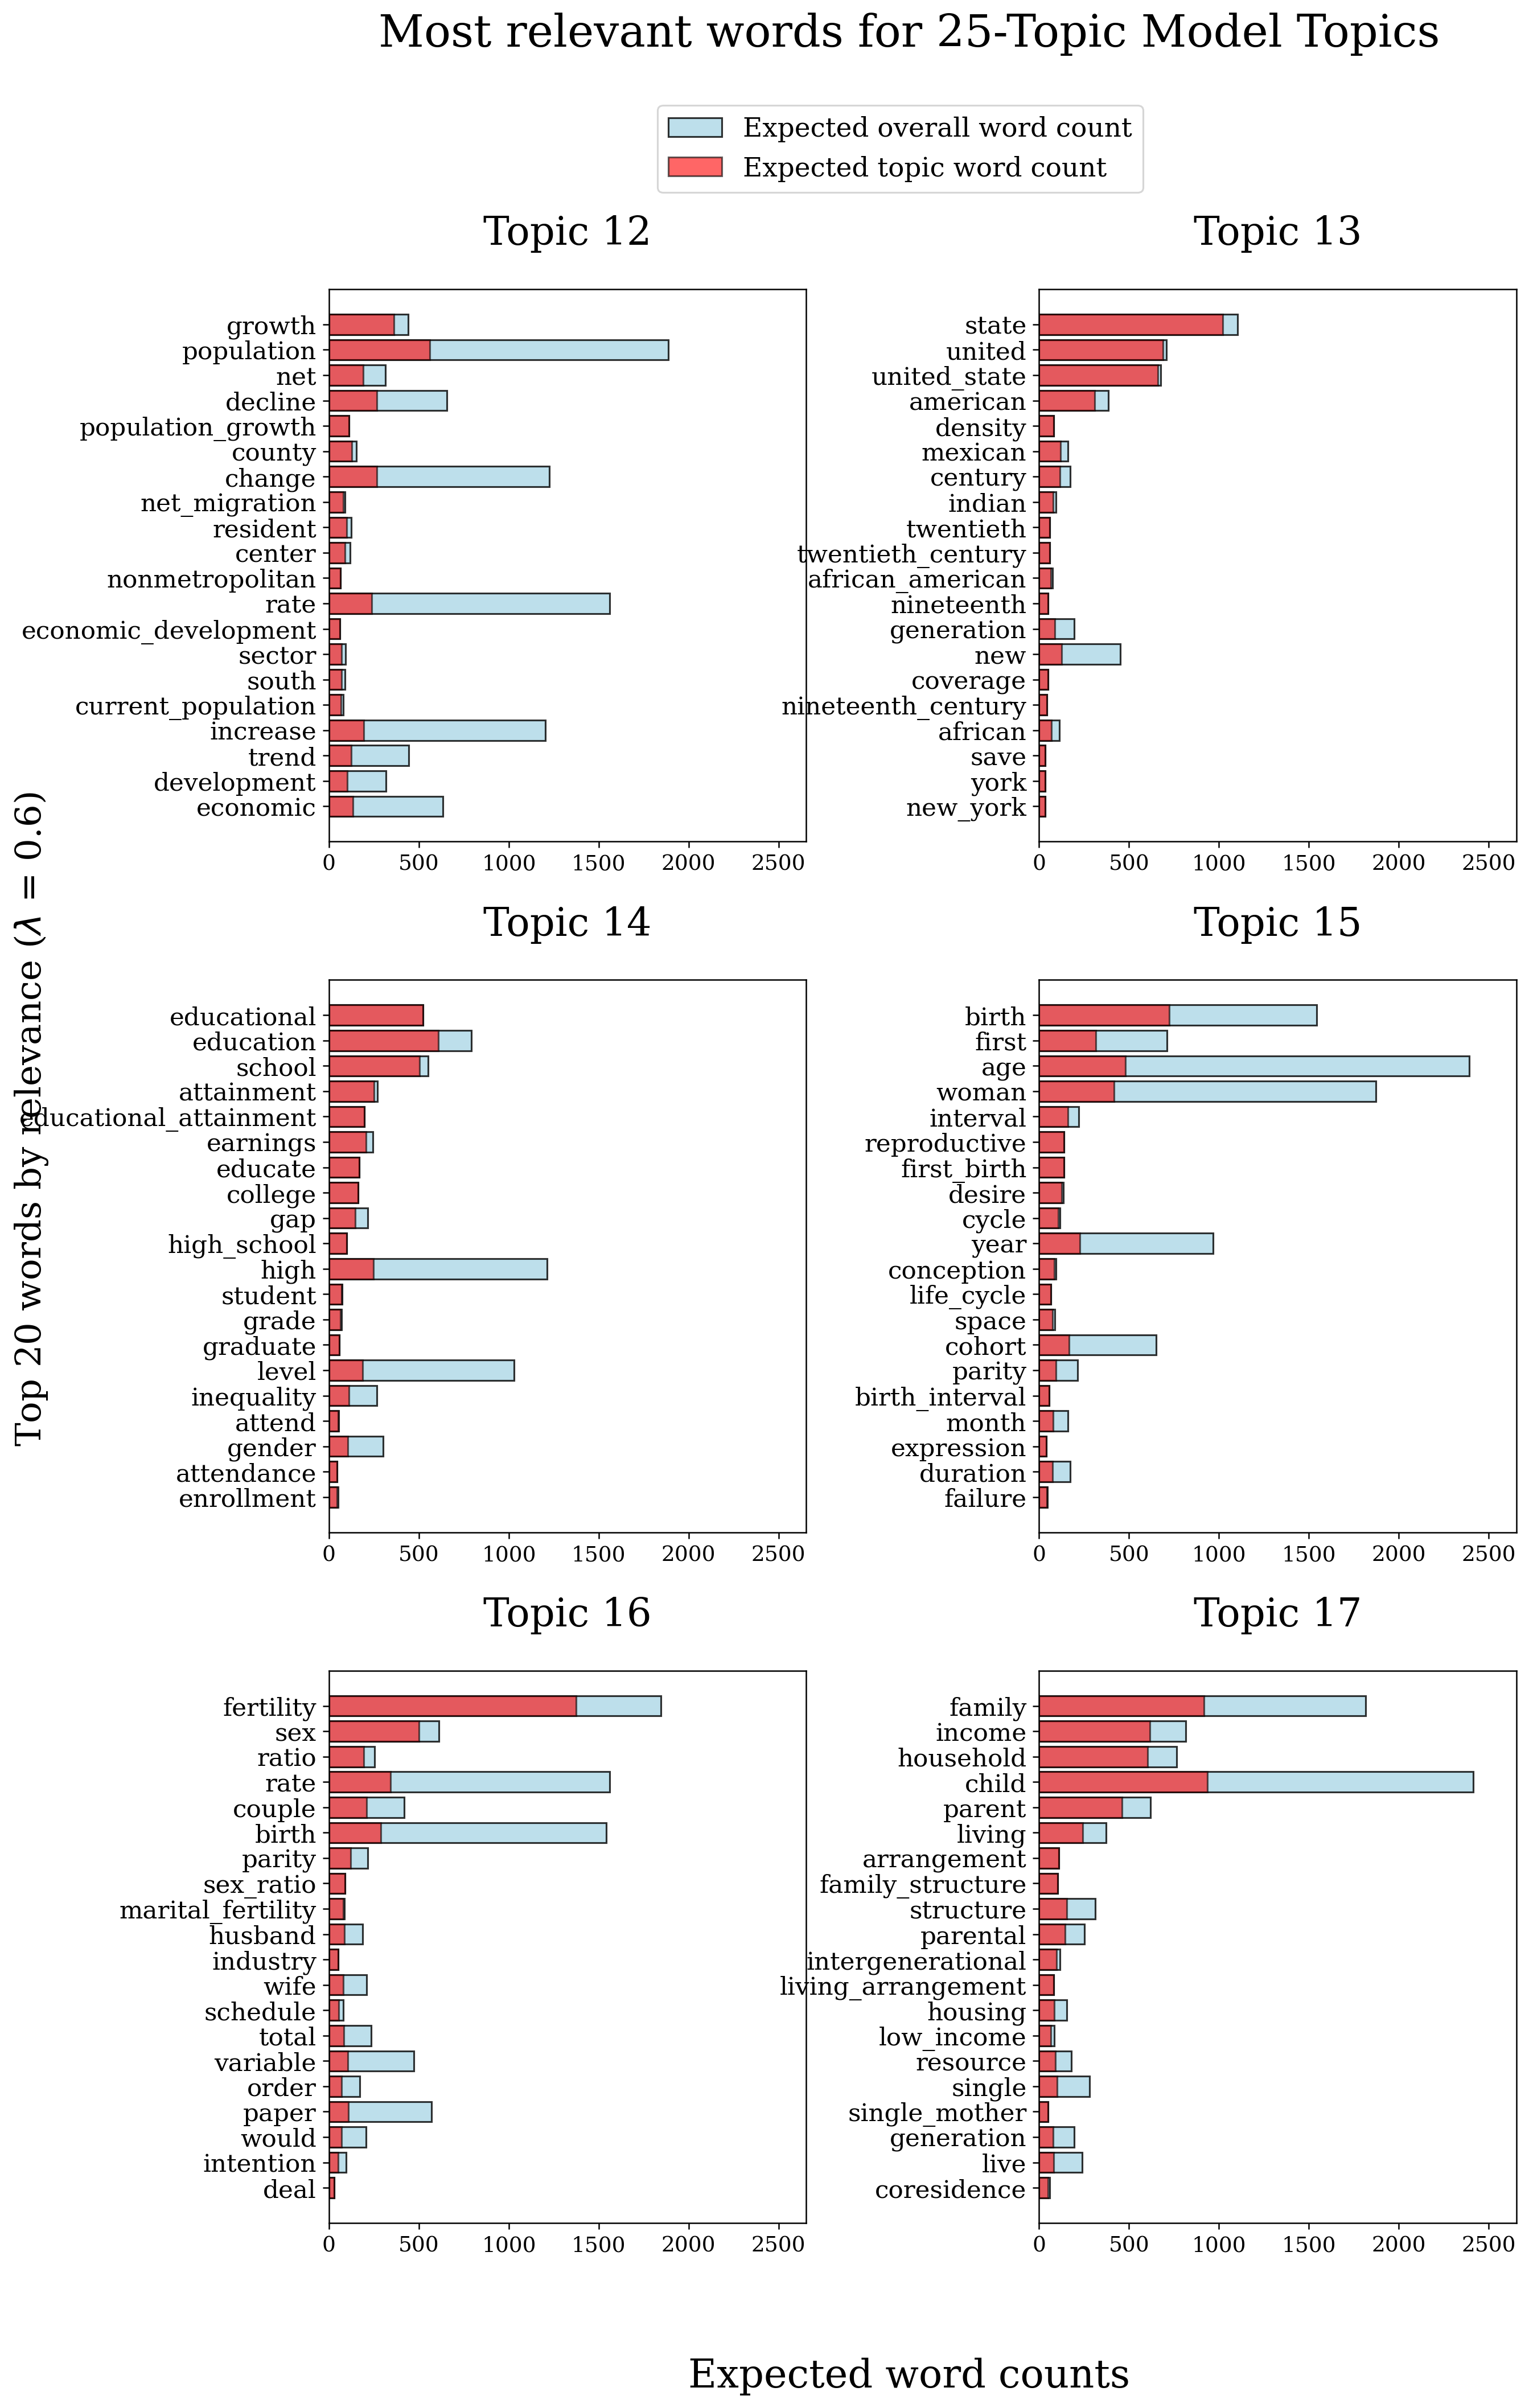 Most relevant words for 25-Topic Model Topics
Expected overall word count
Expected topic word count
Top 20 words by relevance (λ = 0.6)
Topic 12
growth
population
net
decline
population_growth
county
change
net_migration
resident
center
nonmetropolitan
rate
economic_development
sector
south
current_population
increase
trend
development
economic
0 500 1000 1500 2000 2500
Topic 13
state
united
united_state
american
density
mexican
century
indian
twentieth
twentieth_century
african_american
nineteenth
generation
new
coverage
nineteenth_century
african
save
york
new_york
0 500 1000 1500 2000 2500
Topic 14
educational
education
school
attainment
educational_attainment
earnings
educate
college
gap
high_school
high
student
grade
graduate
level
inequality
attend
gender
attendance
enrollment
0 500 1000 1500 2000 2500
Topic 15
birth
first
age
woman
interval
reproductive
first_birth
desire
cycle
year
conception
life_cycle
space
cohort
parity
birth_interval
month
expression
duration
failure
0 500 1000 1500 2000 2500
Topic 16
fertility
sex
ratio
rate
couple
birth
parity
sex_ratio
marital_fertility
husband
industry
wife
schedule
total
variable
order
paper
would
intention
deal
0 500 1000 1500 2000 2500
Topic 17
family
income
household
child
parent
living
arrangement
family_structure
structure
parental
intergenerational
living_arrangement
housing
low_income
resource
single
single_mother
generation
live
coresidence
0 500 1000 1500 2000 2500
Expected word counts